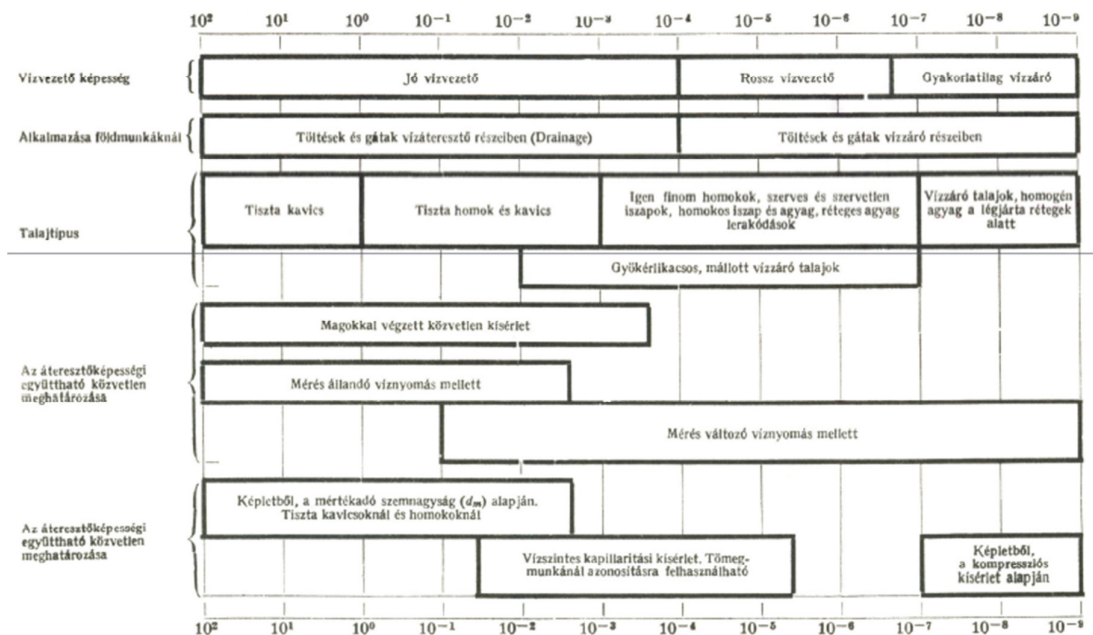 10² 10¹ 10⁰ 10⁻¹ 10⁻² 10⁻³ 10⁻⁴ 10⁻⁵ 10⁻⁶ 10⁻⁷ 10⁻⁸ 10⁻⁹
Vízvezető képesség
Jó vízvezető
Rossz vízvezető
Gyakorlatilag vízzáró
Alkalmazása földmunkáknál
Töltések és gátak vízáteresztő részeiben (Drainage)
Töltések és gátak vízzáró részeiben
Talajtípus
Tiszta kavics
Tiszta homok és kavics
Igen finom homokok, szerves és szervetlen
iszapok, homokos iszap és agyag, réteges agyag
lerakódások
Vízzáró talajok, homogén
agyag a légjárta rétegek
alatt
Gyökérlikacsos, mállott vízzáró talajok
Az áteresztőképességi
együttható közvetlen
meghatározása
Magokkal végzett közvetlen kísérlet
Mérés állandó víznyomás mellett
Mérés változó víznyomás mellett
Az áteresztőképességi
együttható közvetlen
meghatározása
Képletből, a mértékadó szemnagyság (dₘ) alapján.
Tiszta kavicsoknál és homokoknál
Vízszintes kapillaritási kísérlet. Tömeg-
munkánál azonosításra felhasználható
Képletből,
a kompressziós
kísérlet alapján
10² 10¹ 10⁰ 10⁻¹ 10⁻² 10⁻³ 10⁻⁴ 10⁻⁵ 10⁻⁶ 10⁻⁷ 10⁻⁸ 10⁻⁹